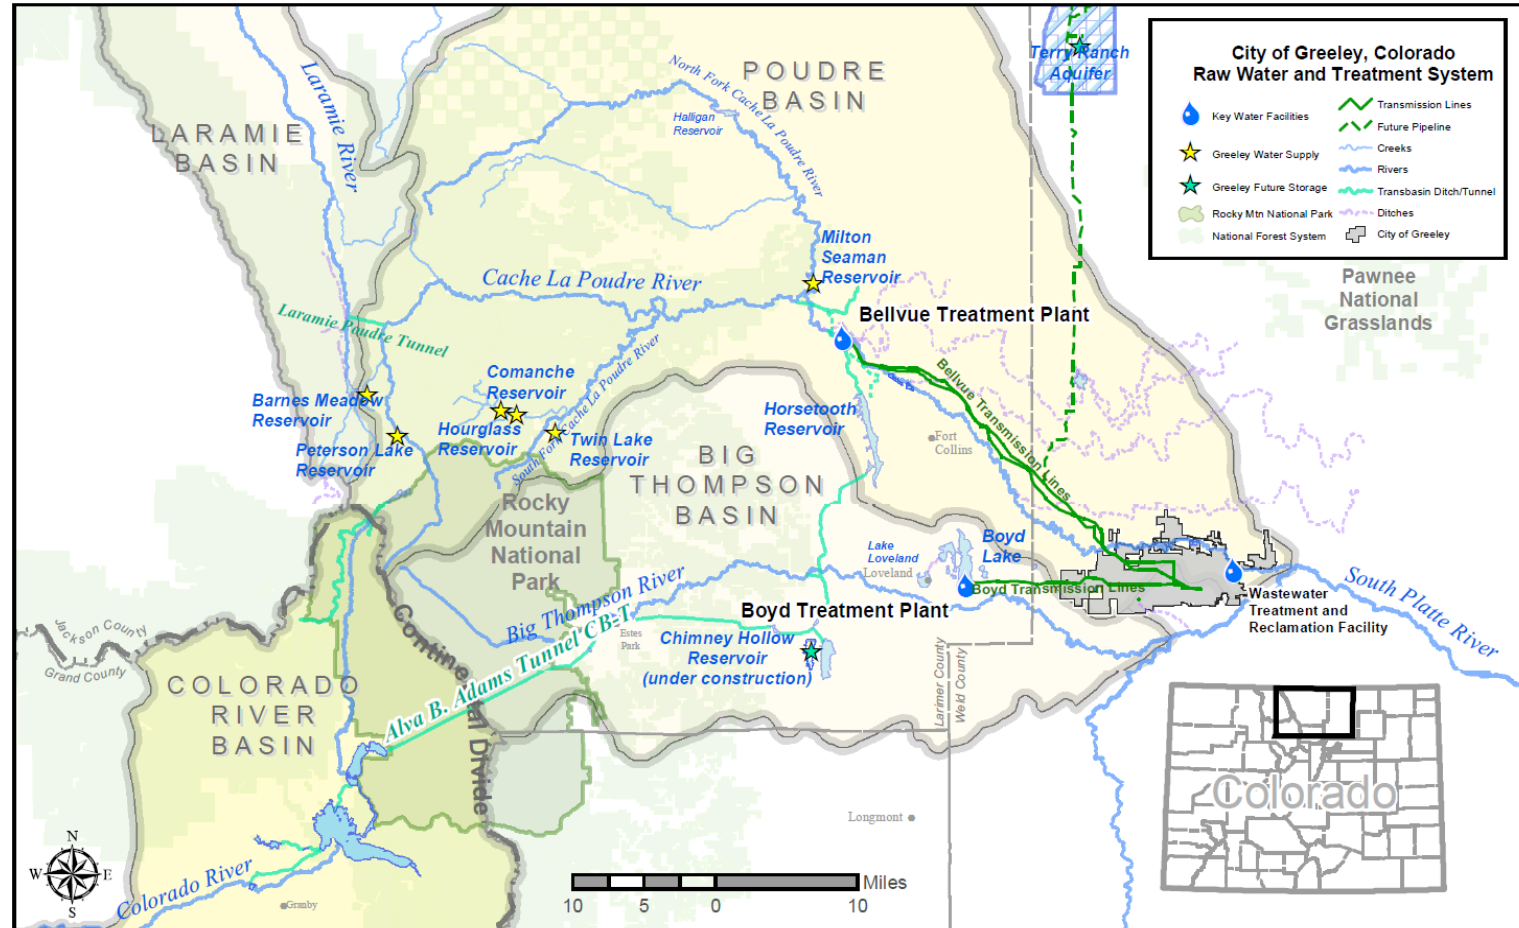 City of Greeley, Colorado
Raw Water and Treatment System
Key Water Facilities
Greeley Water Supply
Greeley Future Storage
Rocky Mtn National Park
National Forest System
Transmission Lines
Future Pipeline
Creeks
Rivers
Transbasin Ditch/Tunnel
Ditches
City of Greeley
Terry Ranch
Aquifer
POUDRE
BASIN
North Fork Cache La Poudre River
Halligan
Reservoir
Laramie River
LARAMIE
BASIN
Milton
Seaman
Reservoir
Cache La Poudre River
Pawnee
National
Grasslands
Bellvue Treatment Plant
Laramie Poudre Tunnel
Comanche
Reservoir
South Fork Cache La Poudre River
Barnes Meadow
Reservoir
Hourglass
Reservoir
Peterson Lake
Reservoir
Twin Lake
Reservoir
Horsetooth
Reservoir
Bellvue Transmission Lines
Fort
Collins
BIG
THOMPSON
BASIN
Rocky
Mountain
National
Park
Lake
Loveland
Loveland
Boyd
Lake
Boyd Transmission Lines
Boyd Treatment Plant
Wastewater
Treatment and
Reclamation Facility
South Platte River
Big Thompson River
Alva B. Adams Tunnel CB-T
Estes
Park
Chimney Hollow
Reservoir
(under construction)
Continental Divide
Jackson County
Grand County
Larimer County
Weld County
COLORADO
RIVER
BASIN
Colorado River
Granby
Longmont
Colorado
N
W
E
S
Miles
10
5
0
10